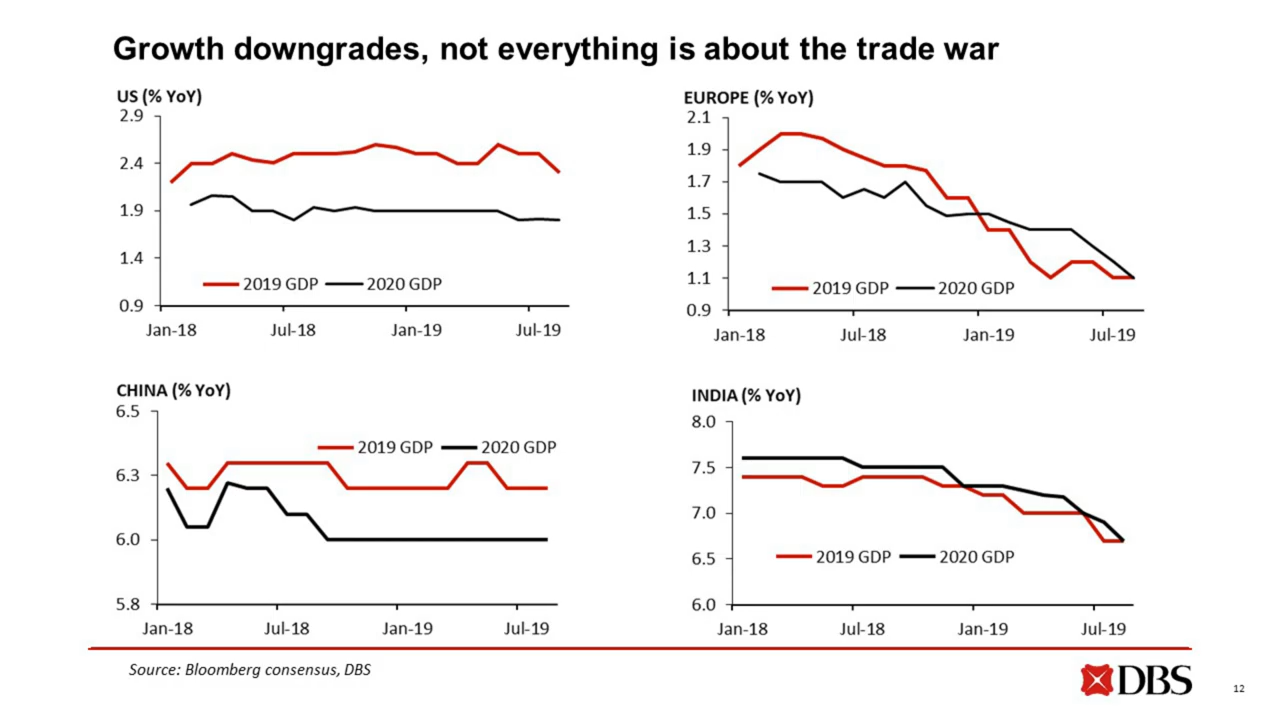 Growth downgrades, not everything is about the trade war
US (% YoY)
2.9
2.4
1.9
1.4
0.9
2019 GDP
2020 GDP
Jan-18
Jul-18
Jan-19
Jul-19
EUROPE (% YoY)
2.1
1.9
1.7
1.5
1.3
1.1
0.9
2019 GDP
2020 GDP
Jan-18
Jul-18
Jan-19
Jul-19
CHINA (% YoY)
6.5
6.3
6.0
5.8
2019 GDP
2020 GDP
Jan-18
Jul-18
Jan-19
Jul-19
INDIA (% YoY)
8.0
7.5
7.0
6.5
6.0
2019 GDP
2020 GDP
Jan-18
Jul-18
Jan-19
Jul-19
Source: Bloomberg consensus, DBS
DBS
12